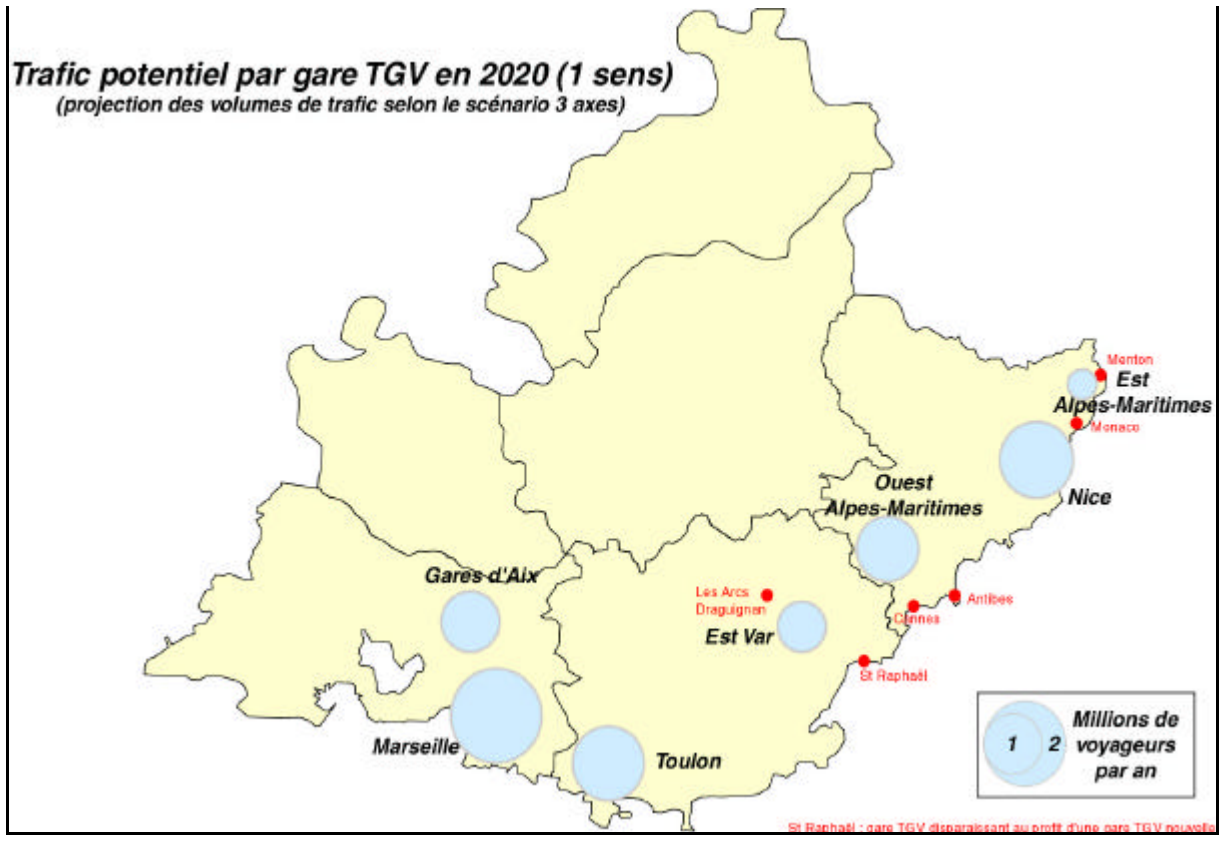 Trafic potentiel par gare TGV en 2020 (1 sens)
(projection des volumes de trafic selon le scénario 3 axes)
Menton
Est
Alpes-Maritimes
Monaco
Nice
Ouest
Alpes-Maritimes
Gares d'Aix
Les Arcs
Draguignan
Est Var
Antibes
Cannes
St Raphaël
Marseille
Toulon
1 2
Millions de
voyageurs
par an
St Raphaël : gare TGV disparaissant au profit d'une gare TGV nouvelle